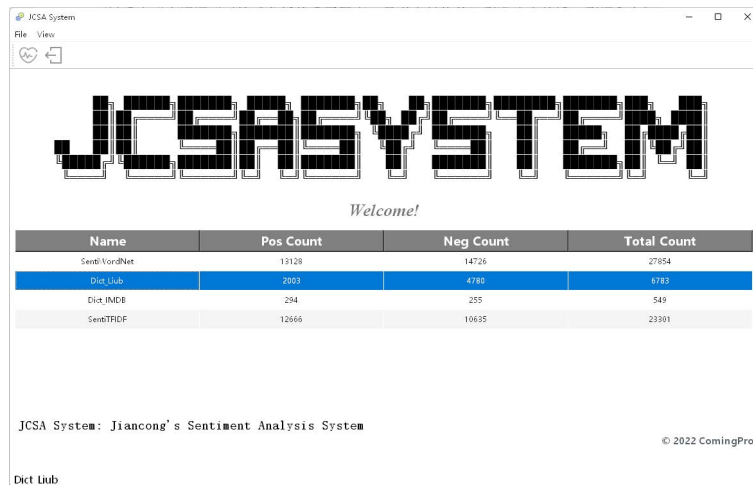 JCSA System
File View
JCSASYSTEM
Welcome!
Name Pos Count Neg Count Total Count
SentiWordNet 13128 14726 27854
Dict_Liub 2003 4780 6783
Dict_IMDB 294 255 549
SentiTFIDF 12666 10635 23301
JCSA System: Jiancong's Sentiment Analysis System
© 2022 ComingPro
Dict Liub